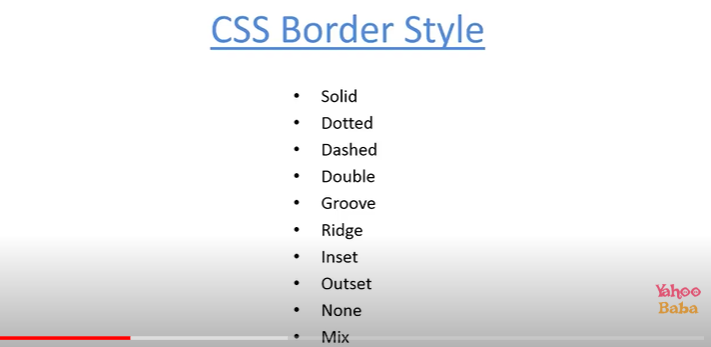 CSS Border Style
• Solid
• Dotted
• Dashed
• Double
• Groove
• Ridge
• Inset
• Outset
• None
• Mix
Yahoo
Baba